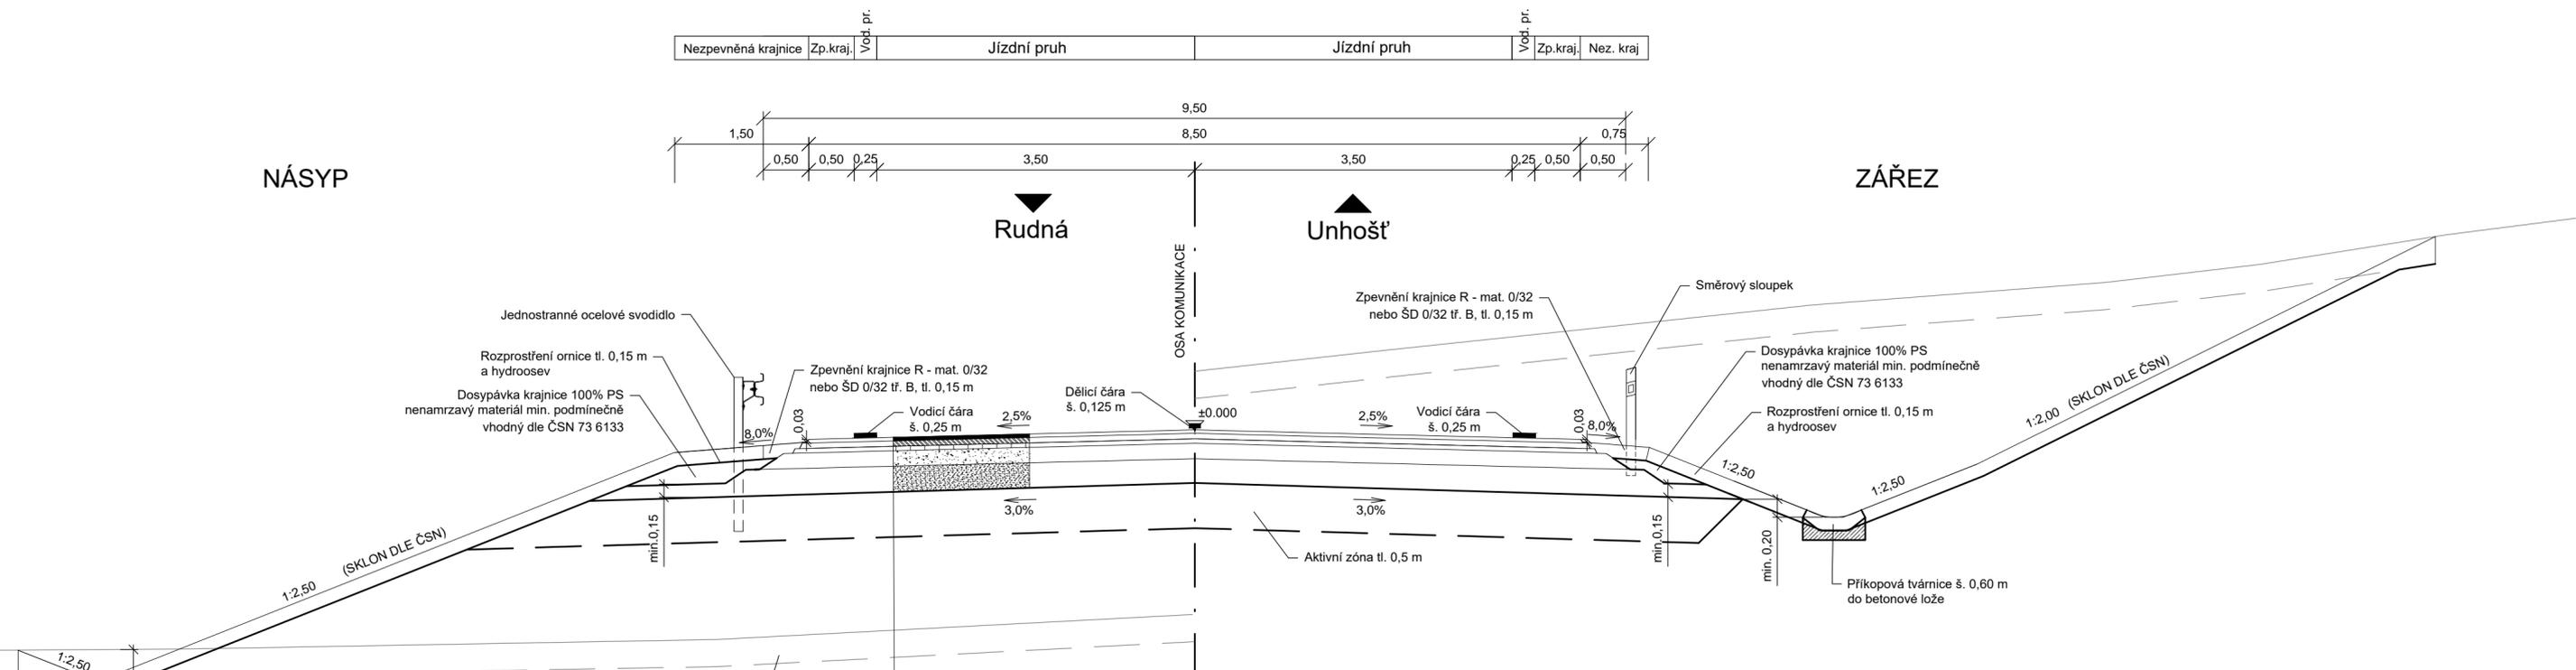 Nezpevněná krajnice Zp.kraj. Vod. pr. Jízdní pruh Jízdní pruh Vod. pr. Zp.kraj. Nez. kraj
9,50
1,50 8,50 0,75
0,50 0,50 0,25 3,50 3,50 0,25 0,50 0,50
NÁSYP
ZÁŘEZ
Rudná
Unhošť
OSA KOMUNIKACE
Jednostranné ocelové svodidlo
Rozprostření ornice tl. 0,15 m
a hydroosev
Dosypávka krajnice 100% PS
nenamrzavý materiál min. podmínečně
vhodný dle ČSN 73 6133
Zpevnění krajnice R - mat. 0/32
nebo ŠD 0/32 tř. B, tl. 0,15 m
8,0%
0,03
Vodicí čára
š. 0,25 m
2,5%
Dělicí čára
š. 0,125 m
±0.000
2,5%
Vodicí čára
š. 0,25 m
0,03
8,0%
Zpevnění krajnice R - mat. 0/32
nebo ŠD 0/32 tř. B, tl. 0,15 m
Směrový sloupek
Dosypávka krajnice 100% PS
nenamrzavý materiál min. podmínečně
vhodný dle ČSN 73 6133
Rozprostření ornice tl. 0,15 m
a hydroosev
1:2,00 (SKLON DLE ČSN)
1:2,50
1:2,50
3,0%
3,0%
min.0,15
min.0,15
min. 0,20
Aktivní zóna tl. 0,5 m
Příkopová tvárnice š. 0,60 m
do betonové lože
1:2,50 (SKLON DLE ČSN)
1:2,50